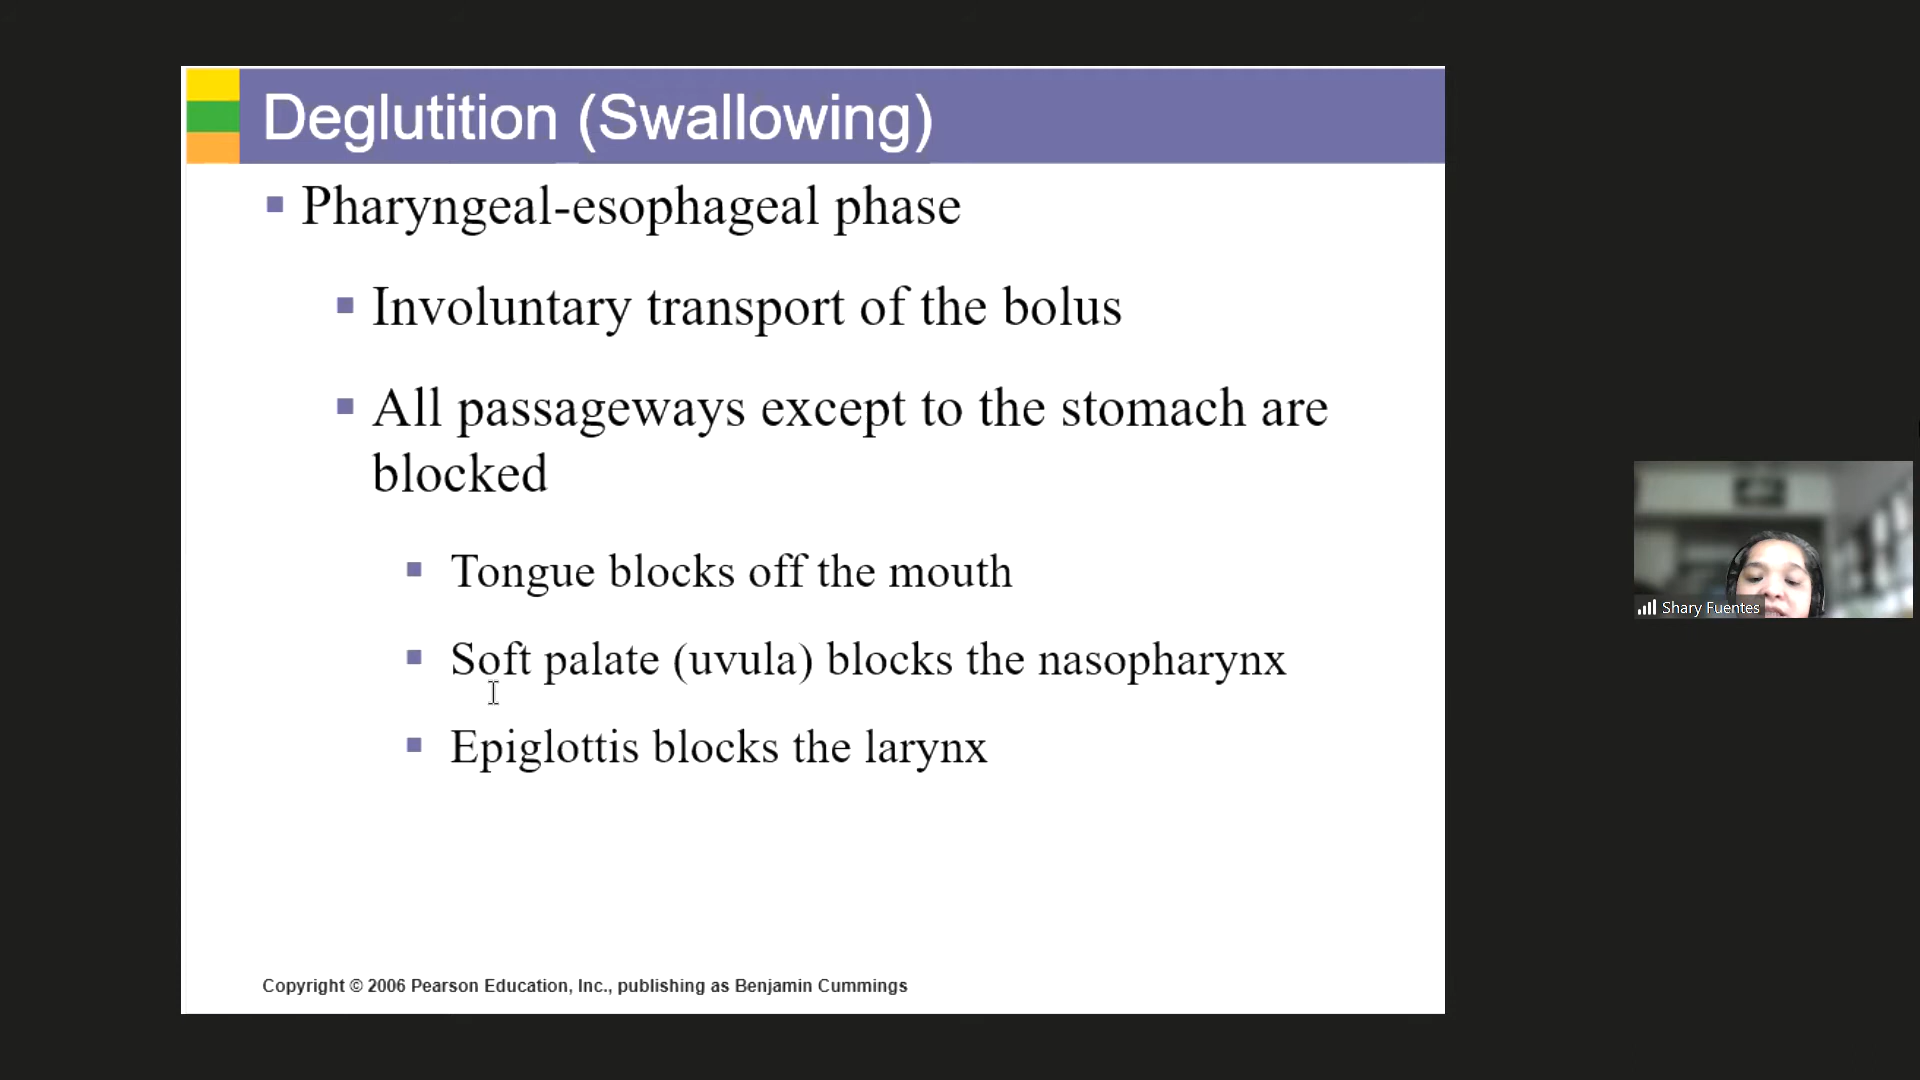 Deglutition (Swallowing)
Pharyngeal-esophageal phase
Involuntary transport of the bolus
All passageways except to the stomach are
blocked
Tongue blocks off the mouth
Soft palate (uvula) blocks the nasopharynx
Epiglottis blocks the larynx
Copyright © 2006 Pearson Education, Inc., publishing as Benjamin Cummings
Shary Fuentes